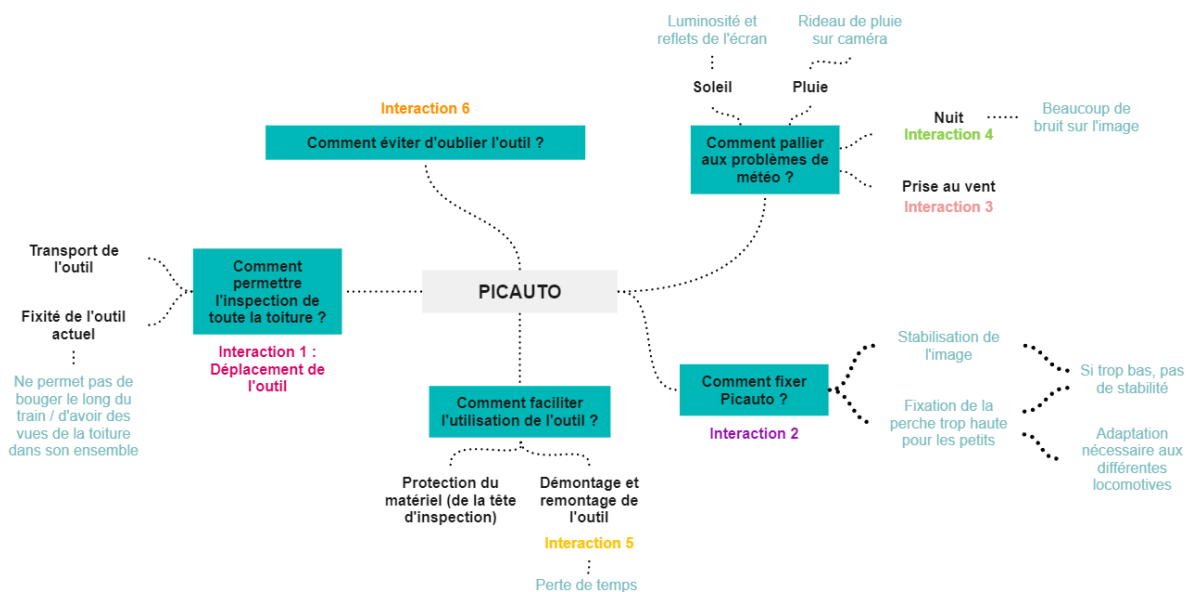 Luminosité et
reflets de l'écran
Rideau de pluie
sur caméra
Soleil
Pluie
Interaction 6
Comment éviter d'oublier l'outil ?
Comment pallier
aux problèmes de
météo ?
Nuit
Interaction 4
Beaucoup de
bruit sur l'image
Prise au vent
Interaction 3
Transport de
l'outil
Fixité de l'outil
actuel
Ne permet pas de
bouger le long du
train / d'avoir des
vues de la toiture
dans son ensemble
Comment
permettre
l'inspection de
toute la toiture ?
Interaction 1 :
Déplacement de
l'outil
PICAUTO
Comment faciliter
l'utilisation de l'outil ?
Protection du
matériel (de la tête
d'inspection)
Démontage et
remontage de
l'outil
Interaction 5
Perte de temps
Comment fixer
Picauto ?
Interaction 2
Stabilisation de
l'image
Fixation de la
perche trop haute
pour les petits
Si trop bas, pas
de stabilité
Adaptation
nécessaire aux
différentes
locomotives